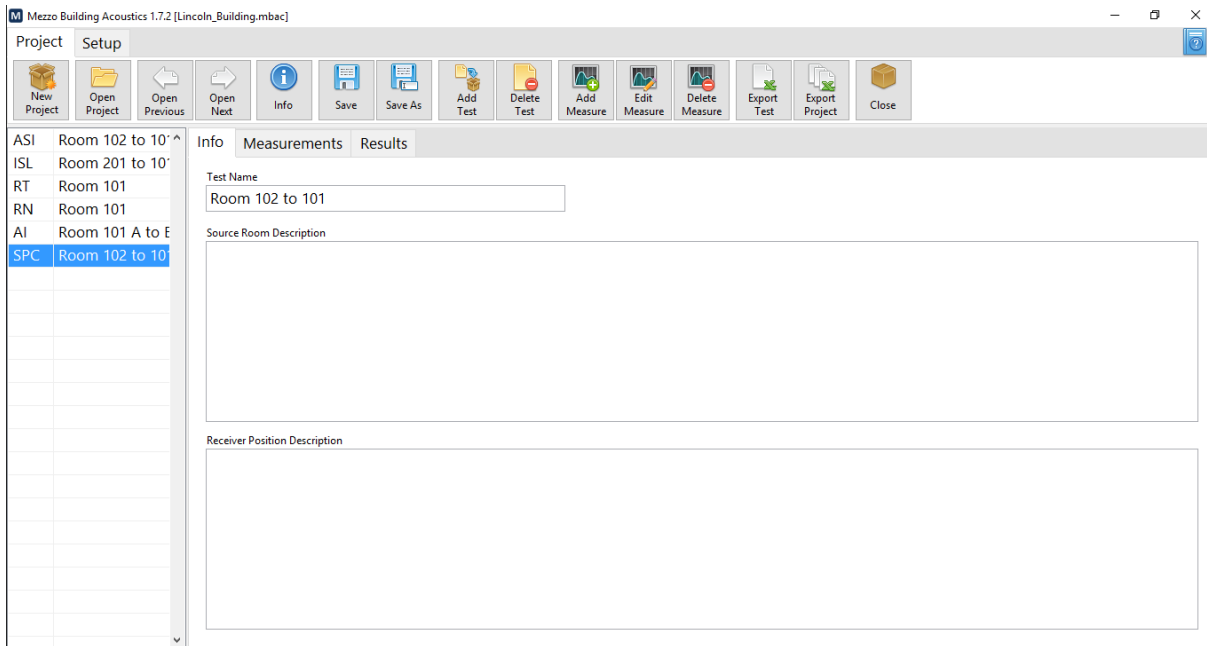 Mezzo Building Acoustics 1.7.2 [Lincoln_Building.mbac]
Project Setup
New Project
Open Project
Open Previous
Open Next
Info
Save
Save As
Add Test
Delete Test
Add Measure
Edit Measure
Delete Measure
Export Test
Export Project
Close
ASI Room 102 to 10
ISL Room 201 to 10
RT Room 101
RN Room 101
AI Room 101 A to
SPC Room 102 to 10
Info Measurements Results
Test Name
Room 102 to 101
Source Room Description
Receiver Position Description